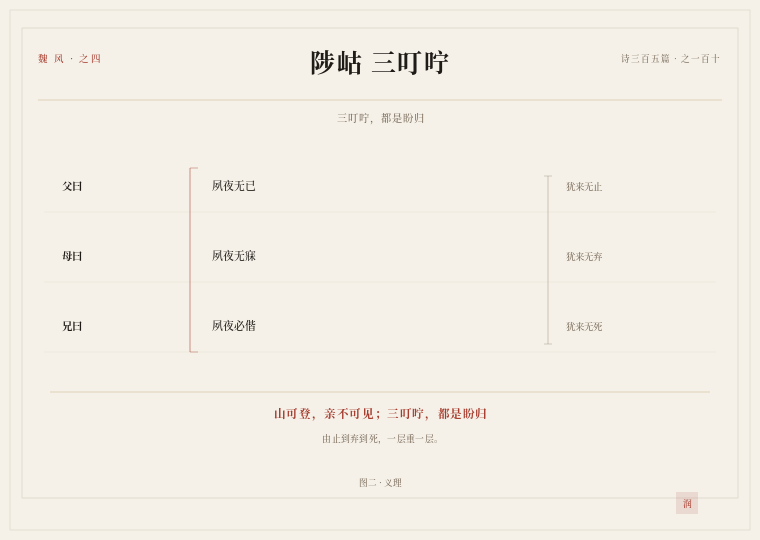 魏 风 · 之四
陟岵 三叮咛
诗三百五篇 · 之一百十
三叮咛，都是盼归
父曰 夙夜无已 犹来无止
母曰 夙夜无寐 犹来无弃
兄曰 夙夜必偕 犹来无死
山可登，亲不可见；三叮咛，都是盼归
由止到弃到死，一层重一层。
图二 · 义理
润